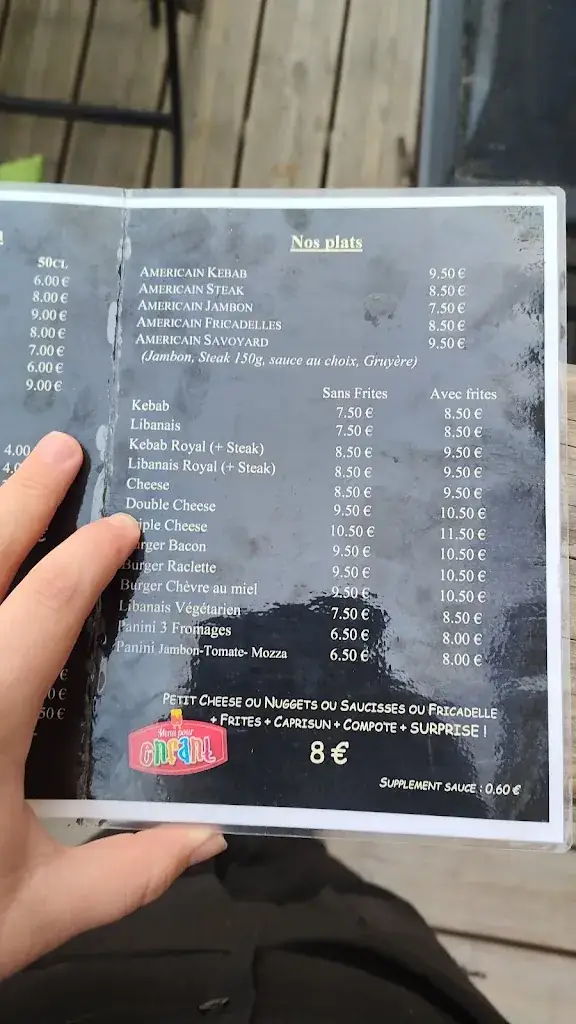 50CL
6.00 €
8.00 €
9.00 €
8.00 €
7.00 €
6.00 €
9.00 €
4.00
Nos plats
AMERICAIN KEBAB 9.50 €
AMERICAIN STEAK 8.50 €
AMERICAIN JAMBON 7.50 €
AMERICAIN FRICADELLES 8.50 €
AMERICAIN SAVOYARD 9.50 €
(Jambon, Steak 150g, sauce au choix, Gruyère)
Sans Frites Avec frites
Kebab 7.50 € 8.50 €
Libanais 7.50 € 8.50 €
Kebab Royal (+ Steak) 8.50 € 9.50 €
Libanais Royal (+ Steak) 8.50 € 9.50 €
Cheese 8.50 € 9.50 €
Double Cheese 9.50 € 10.50 €
iple Cheese 10.50 € 11.50 €
urger Bacon 9.50 € 10.50 €
Burger Raclette 9.50 € 10.50 €
Burger Chèvre au miel 9.50 € 10.50 €
Libanais Végétarien 7.50 € 8.50 €
Panini 3 Fromages 6.50 € 8.00 €
Panini Jambon-Tomate- Mozza 6.50 € 8.00 €
PETIT CHEESE OU NUGGETS OU SAUCISSES OU FRICADELLE
+ FRITES + CAPRISUN + COMPOTE + SURPRISE !
Menu pour
enfant
8 €
SUPPLEMENT SAUCE : 0.60 €